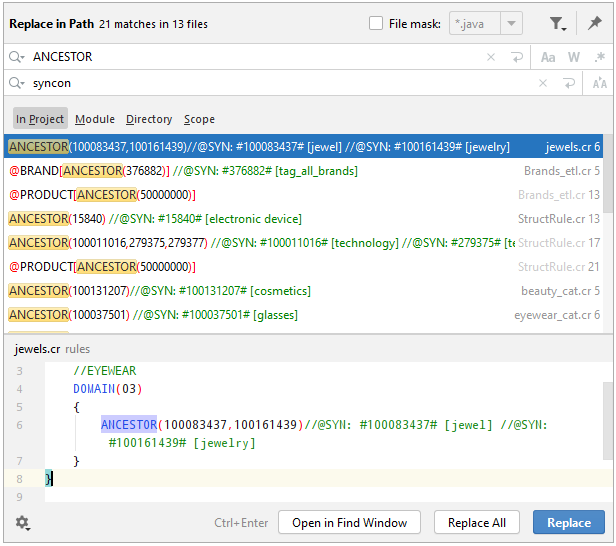 Replace in Path 21 matches in 13 files File mask: *.java
ANCESTOR Aa W .*
syncon
In Project Module Directory Scope
ANCESTOR(100083437,100161439)//@SYN: #100083437# [jewel] //@SYN: #100161439# [jewelry] jewels.cr 6
@BRAND[ANCESTOR(376882)] //@SYN: #376882# [tag_all_brands] Brands_etl.cr 5
@PRODUCT[ANCESTOR(50000000)] Brands_etl.cr 13
ANCESTOR(15840) //@SYN: #15840# [electronic device] StructRule.cr 13
ANCESTOR(100011016,279375,279377) //@SYN: #100011016# [technology] //@SYN: #279375# [te StructRule.cr 17
@PRODUCT[ANCESTOR(50000000)] StructRule.cr 21
ANCESTOR(100131207)//@SYN: #100131207# [cosmetics] beauty_cat.cr 5
ANCESTOR(100037501) //@SYN: #100037501# [glasses] eyewear_cat.cr 6
jewels.cr rules
3 //EYEWEAR
4 DOMAIN(03)
5 {
6 ANCESTOR(100083437,100161439)//@SYN: #100083437# [jewel] //@SYN:
#100161439# [jewelry]
7 }
8 }
9
Ctrl+Enter Open in Find Window Replace All Replace